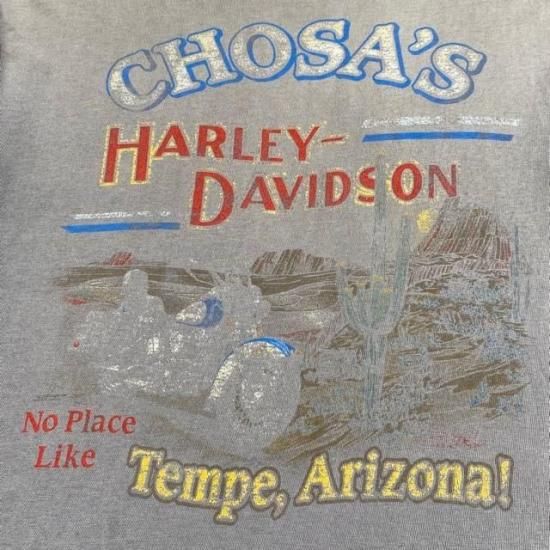 CHOSA'S
HARLEY-
DAVIDSON
No Place
Like
Tempe, Arizona!